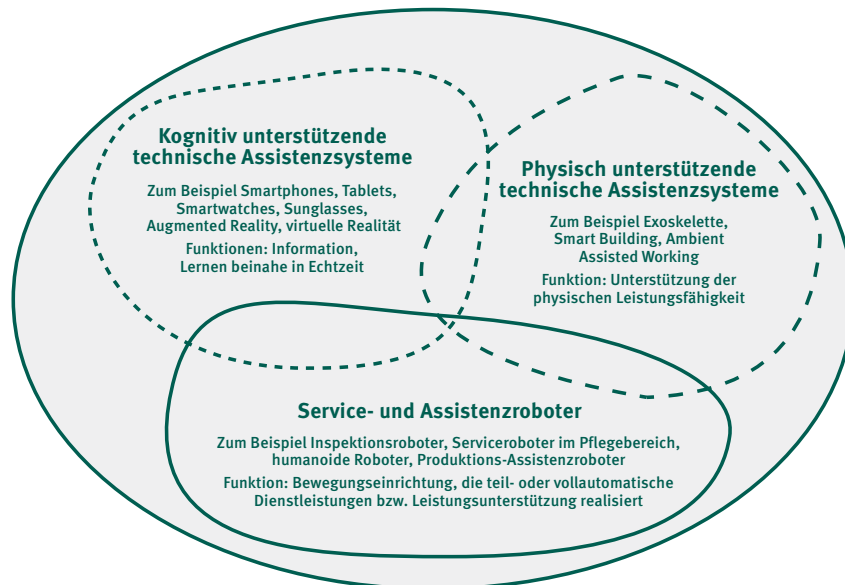 Kognitiv unterstützende
technische Assistenzsysteme
Zum Beispiel Smartphones, Tablets,
Smartwatches, Sunglasses,
Augmented Reality, virtuelle Realität
Funktionen: Information,
Lernen beinahe in Echtzeit
Physisch unterstützende
technische Assistenzsysteme
Zum Beispiel Exoskelette,
Smart Building, Ambient
Assisted Working
Funktion: Unterstützung der
physischen Leistungsfähigkeit
Service- und Assistenzroboter
Zum Beispiel Inspektionsroboter, Serviceroboter im Pflegebereich,
humanoide Roboter, Produktions-Assistenzroboter
Funktion: Bewegungseinrichtung, die teil- oder vollautomatische
Dienstleistungen bzw. Leistungsunterstützung realisiert